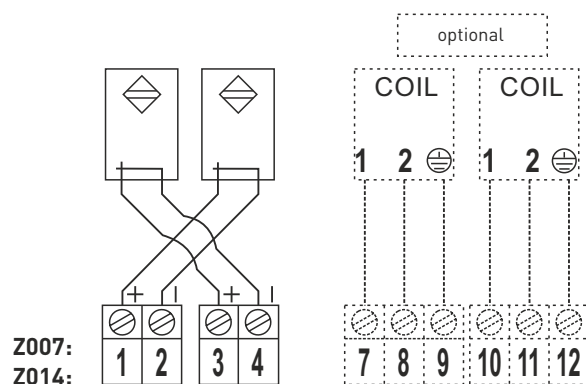 optional
COIL COIL
1 2 1 2
+ − + −
Z007: 1 2 3 4 7 8 9 10 11 12
Z014: